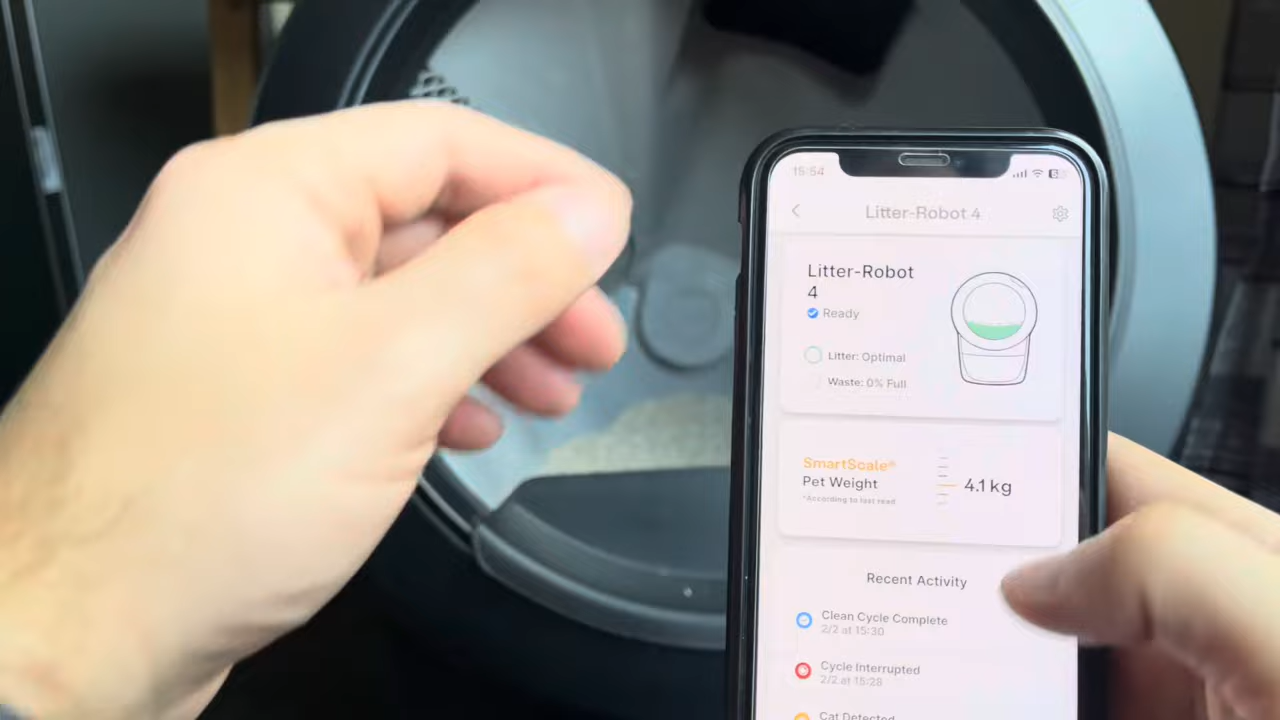 15:54
Litter-Robot 4
Litter-Robot
4
Ready
Litter: Optimal
Waste: 0% Full
SmartScale®
Pet Weight
*According to last read
4.1 kg
Recent Activity
Clean Cycle Complete
2/2 at 15:30
Cycle Interrupted
2/2 at 15:28
Cat Detected